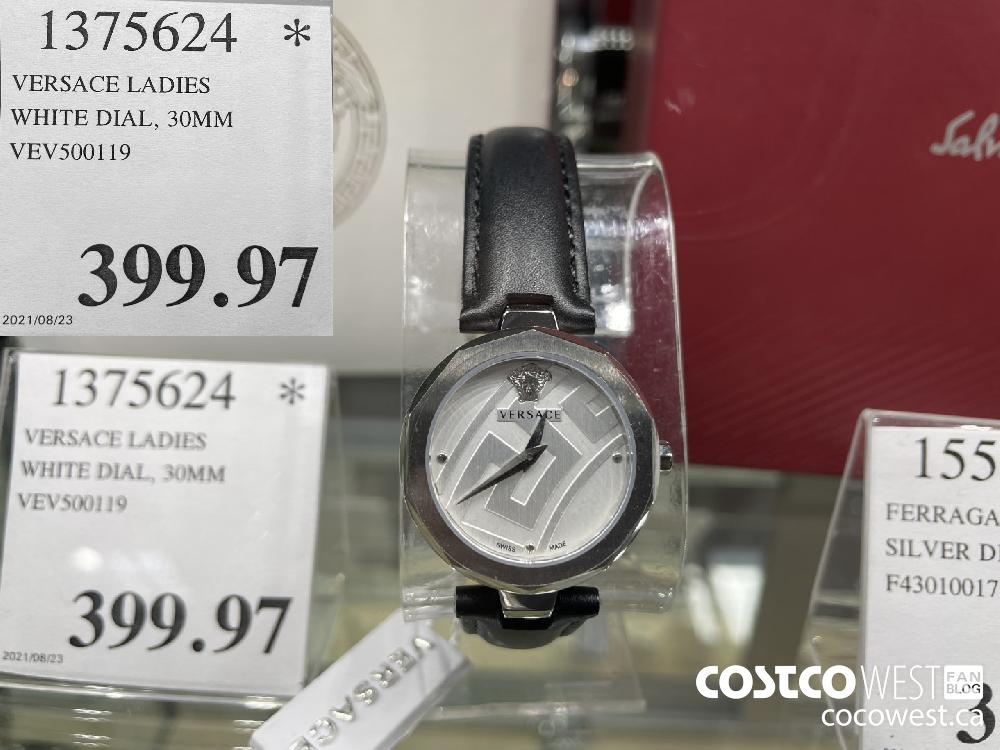 1375624 *
VERSACE LADIES
WHITE DIAL, 30MM
VEV500119
399.97
2021/08/23
1375624 *
VERSACE LADIES
WHITE DIAL, 30MM
VEV500119
399.97
2021/08/23
VERSACE
SWISS MADE
VERSACE
Salv
155
FERRAGA
SILVER DI
F43010017
3
COSTCO WEST FAN BLOG
cocowest.ca